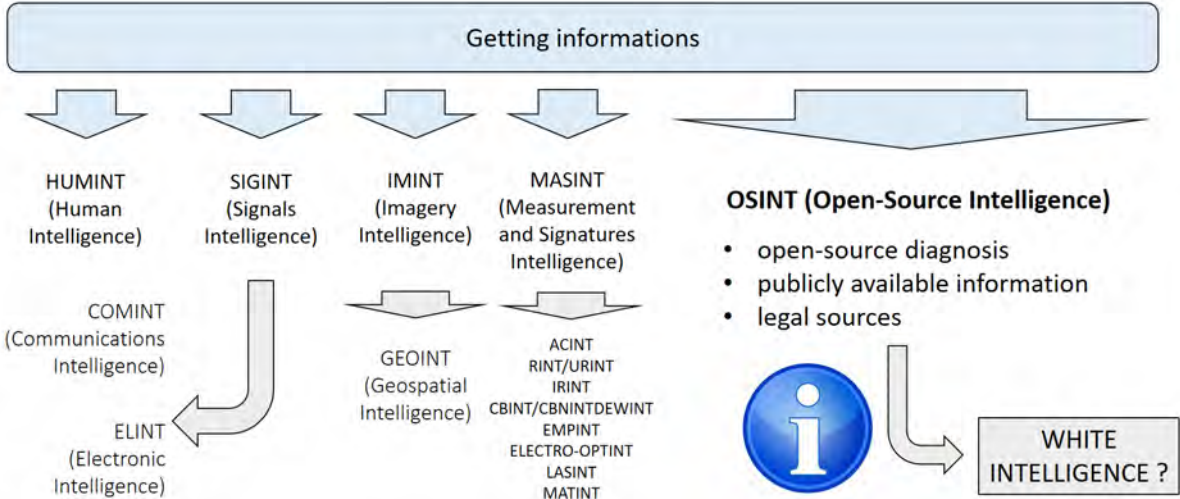 Getting informations
HUMINT
(Human
Intelligence)
SIGINT
(Signals
Intelligence)
IMINT
(Imagery
Intelligence)
MASINT
(Measurement
and Signatures
Intelligence)
OSINT (Open-Source Intelligence)
• open-source diagnosis
• publicly available information
• legal sources
COMINT
(Communications
Intelligence)
ELINT
(Electronic
Intelligence)
GEOINT
(Geospatial
Intelligence)
ACINT
RINT/URINT
IRINT
CBINT/CBNINTDEWINT
EMPINT
ELECTRO-OPTINT
LASINT
MATINT
i
WHITE
INTELLIGENCE ?